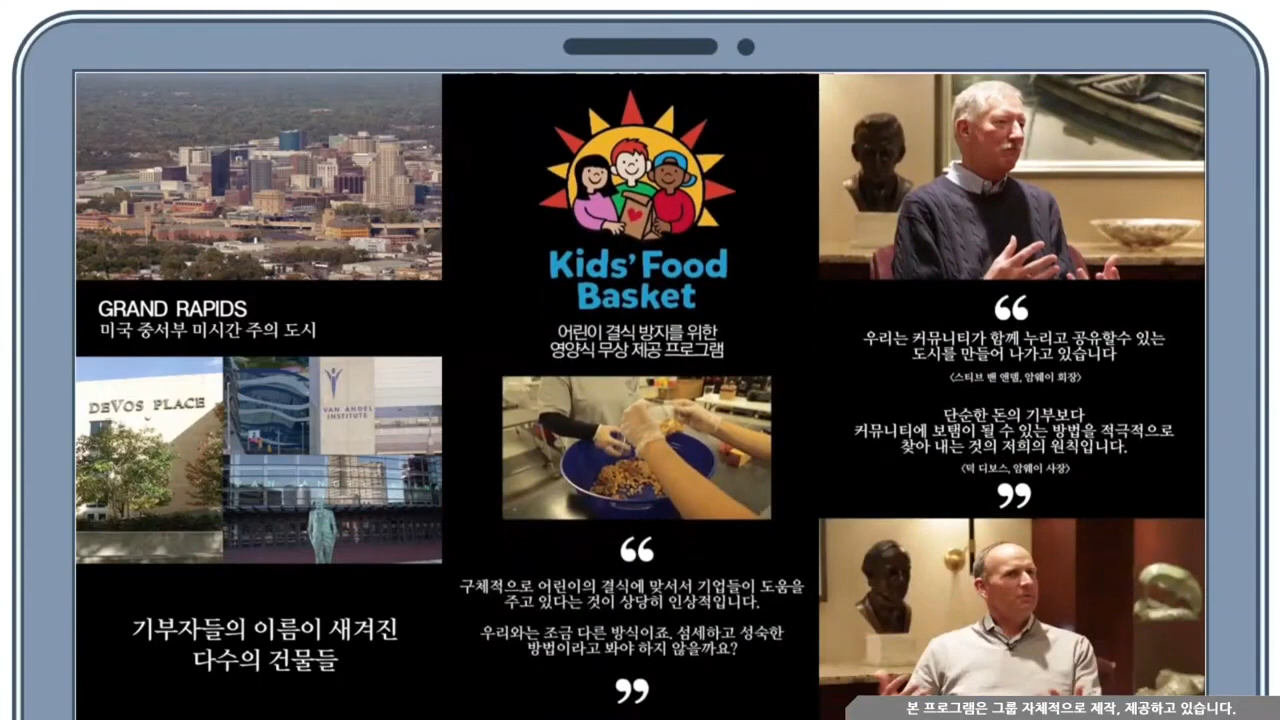 GRAND RAPIDS
미국 중서부 미시간 주의 도시
DEVOS PLACE
VAN ANDEL
INSTITUTE
기부자들의 이름이 새겨진
다수의 건물들
Kids' Food
Basket
어린이 결식 방지를 위한
영양식 무상 제공 프로그램
“
구체적으로 어린이의 결식에 맞서서 기업들이 도움을
주고 있다는 것이 상당히 인상적입니다.
우리와는 조금 다른 방식이죠. 섬세하고 성숙한
방법이라고 봐야 하지 않을까요?
”
“
우리는 커뮤니티가 함께 누리고 공유할수 있는
도시를 만들어 나가고 있습니다
〈스티브 밴 앤델, 암웨이 회장〉
단순한 돈의 기부보다
커뮤니티에 보탬이 될 수 있는 방법을 적극적으로
찾아 내는 것의 저희의 원칙입니다.
〈덕 디보스, 암웨이 사장〉
”
본 프로그램은 그룹 자체적으로 제작, 제공하고 있습니다.